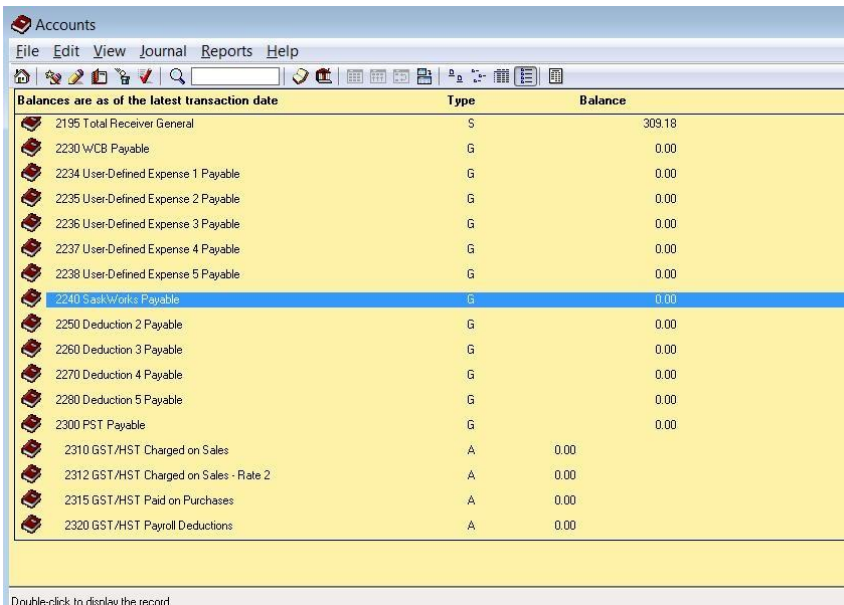 Accounts
File Edit View Journal Reports Help
Balances are as of the latest transaction date Type Balance
2195 Total Receiver General S 309.18
2230 WCB Payable G 0.00
2234 User-Defined Expense 1 Payable G 0.00
2235 User-Defined Expense 2 Payable G 0.00
2236 User-Defined Expense 3 Payable G 0.00
2237 User-Defined Expense 4 Payable G 0.00
2238 User-Defined Expense 5 Payable G 0.00
2240 SaskWorks Payable G 0.00
2250 Deduction 2 Payable G 0.00
2260 Deduction 3 Payable G 0.00
2270 Deduction 4 Payable G 0.00
2280 Deduction 5 Payable G 0.00
2300 PST Payable G 0.00
2310 GST/HST Charged on Sales A 0.00
2312 GST/HST Charged on Sales - Rate 2 A 0.00
2315 GST/HST Paid on Purchases A 0.00
2320 GST/HST Payroll Deductions A 0.00
Double-click to display the record